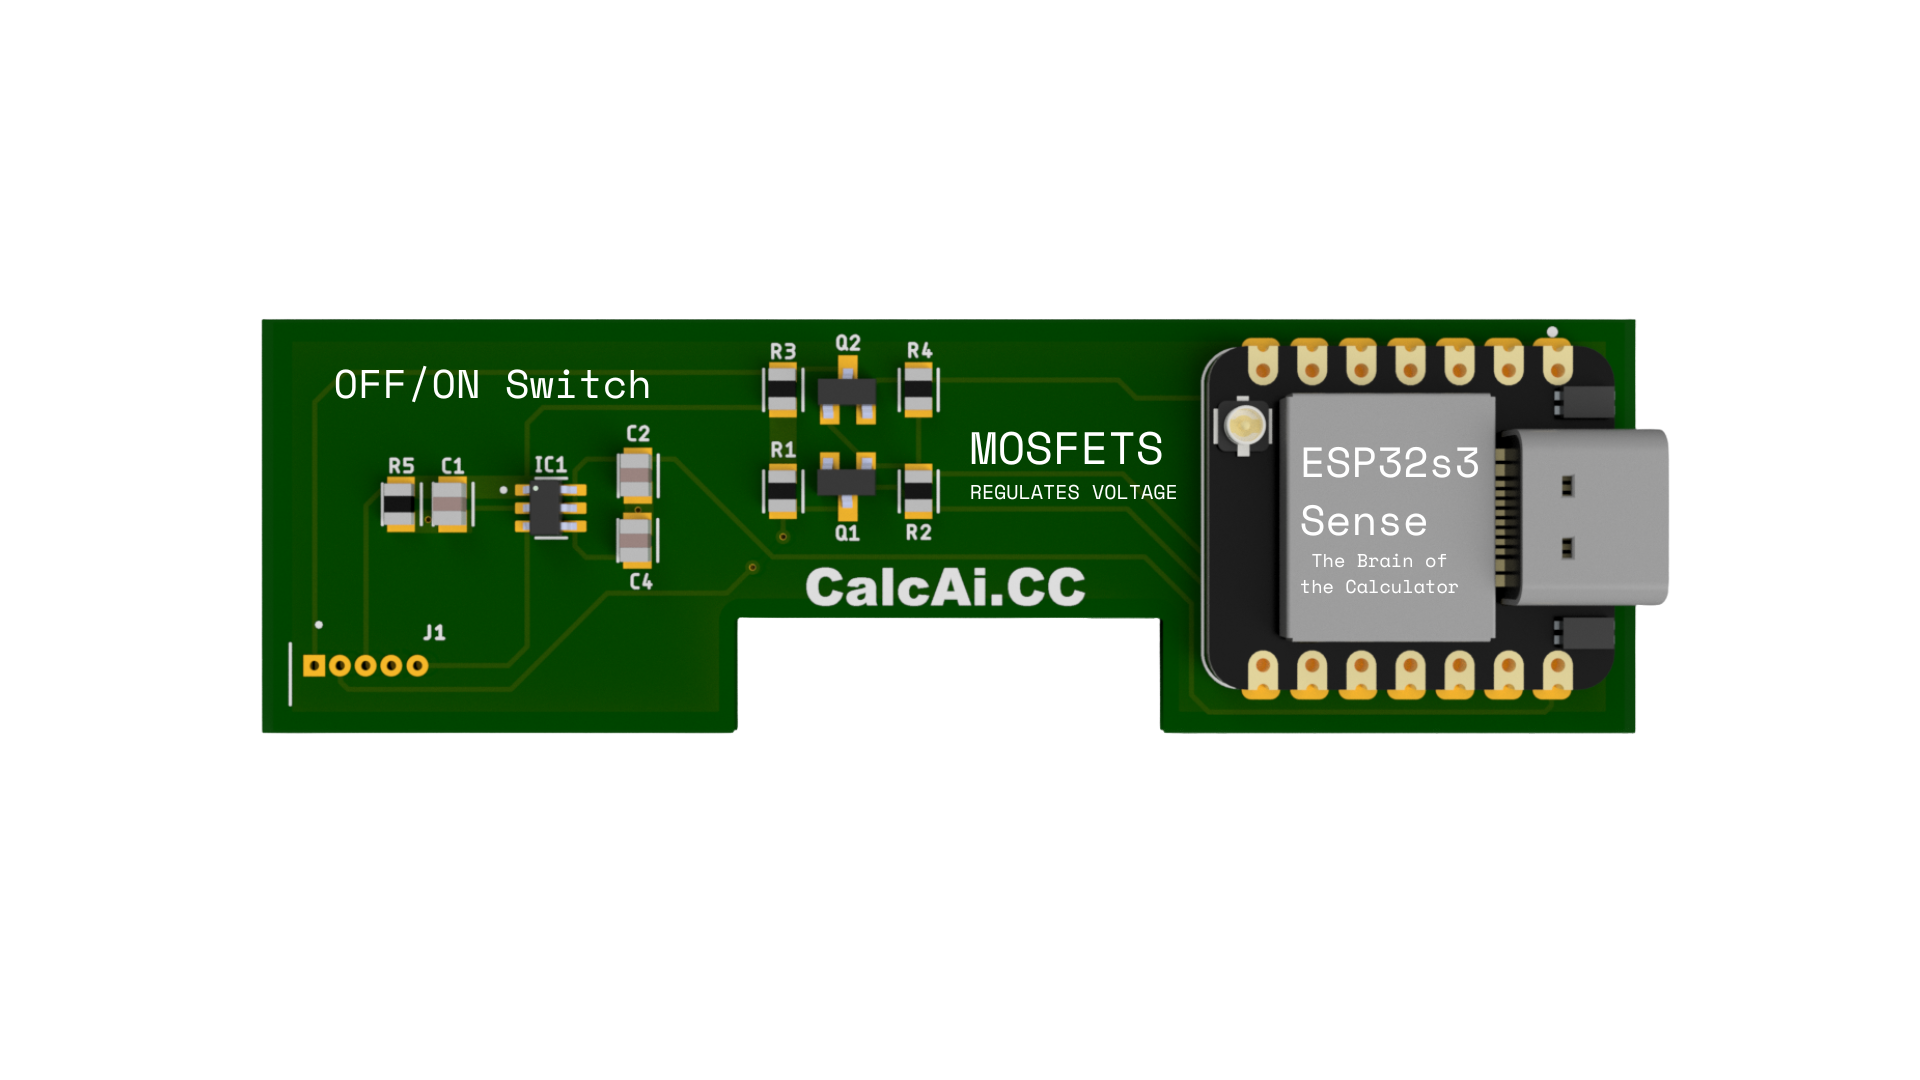 R3
Q2
R4
OFF/ON Switch
C2
R1
MOSFETS
REGULATES VOLTAGE
R5
C1
IC1
Q1
R2
C4
CalcAi.CC
J1
ESP32s3
Sense
The Brain of
the Calculator